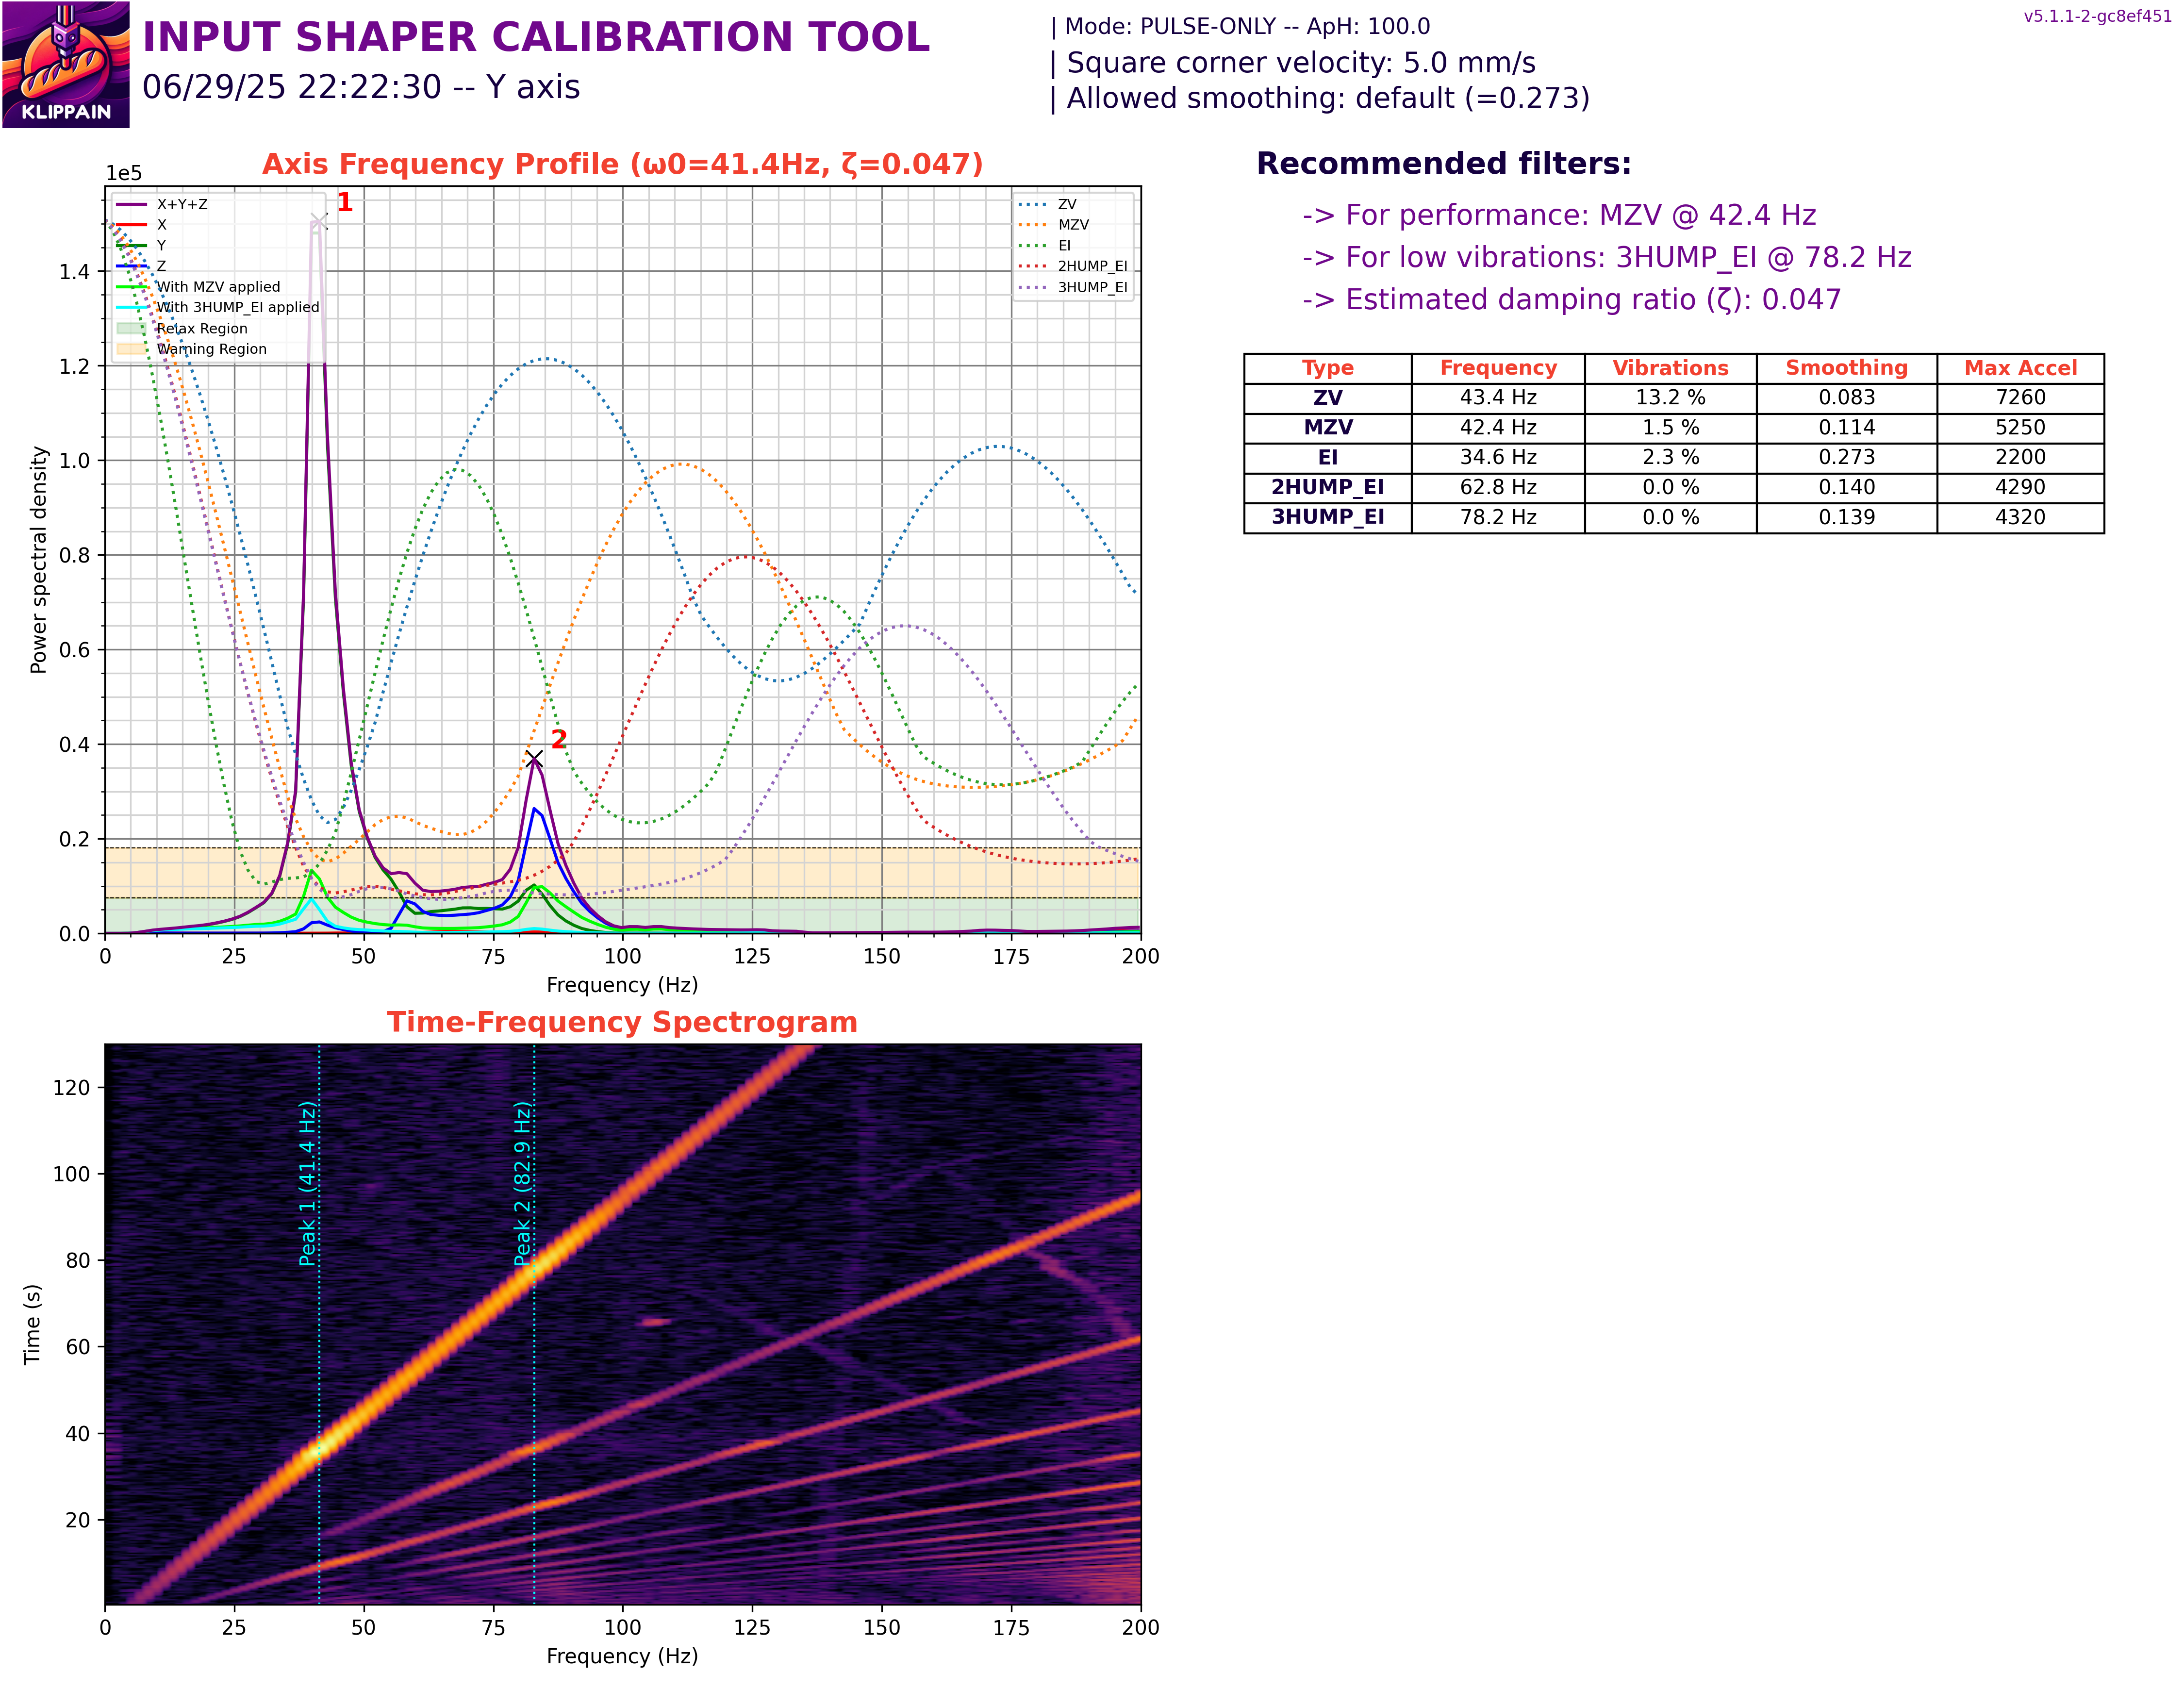 KLIPPAIN
INPUT SHAPER CALIBRATION TOOL
06/29/25 22:22:30 -- Y axis
| Mode: PULSE-ONLY -- ApH: 100.0
| Square corner velocity: 5.0 mm/s
| Allowed smoothing: default (=0.273)
v5.1.1-2-gc8ef451
Axis Frequency Profile (ω0=41.4Hz, ζ=0.047)
1e5
X+Y+Z
X
Y
Z
With MZV applied
With 3HUMP_EI applied
Relax Region
Warning Region
1
2
ZV
MZV
EI
2HUMP_EI
3HUMP_EI
Power spectral density
1.4
1.2
1.0
0.8
0.6
0.4
0.2
0.0
0 25 50 75 100 125 150 175 200
Frequency (Hz)
Recommended filters:
-> For performance: MZV @ 42.4 Hz
-> For low vibrations: 3HUMP_EI @ 78.2 Hz
-> Estimated damping ratio (ζ): 0.047
Type Frequency Vibrations Smoothing Max Accel
ZV 43.4 Hz 13.2 % 0.083 7260
MZV 42.4 Hz 1.5 % 0.114 5250
EI 34.6 Hz 2.3 % 0.273 2200
2HUMP_EI 62.8 Hz 0.0 % 0.140 4290
3HUMP_EI 78.2 Hz 0.0 % 0.139 4320
Time-Frequency Spectrogram
Time (s)
120
100
80
60
40
20
Peak 1 (41.4 Hz)
Peak 2 (82.9 Hz)
0 25 50 75 100 125 150 175 200
Frequency (Hz)